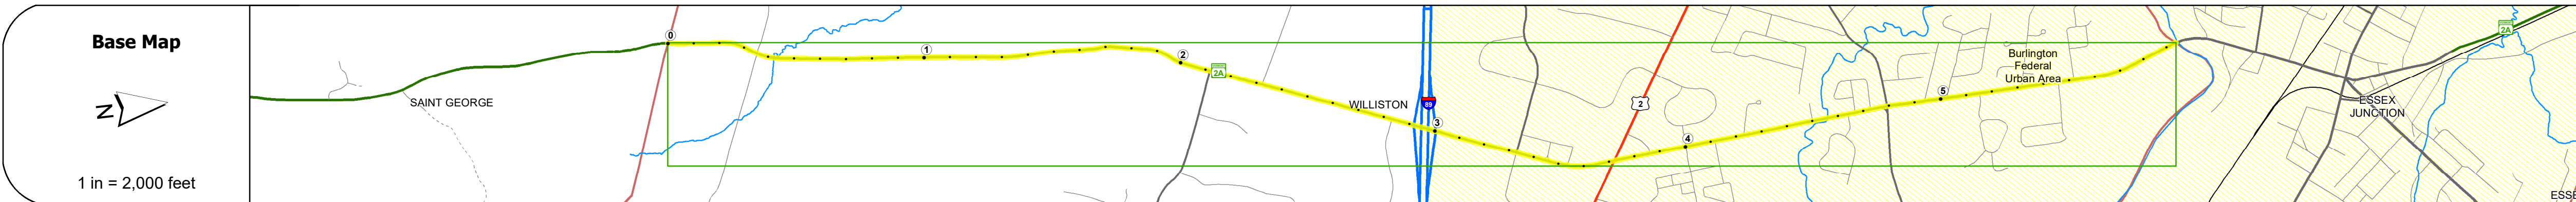 Base Map
N
1 in = 2,000 feet
SAINT GEORGE
0
1
2
2A
WILLISTON
89
3
2
4
5
Burlington
Federal
Urban Area
ESSEX
JUNCTION
2A
ESSE